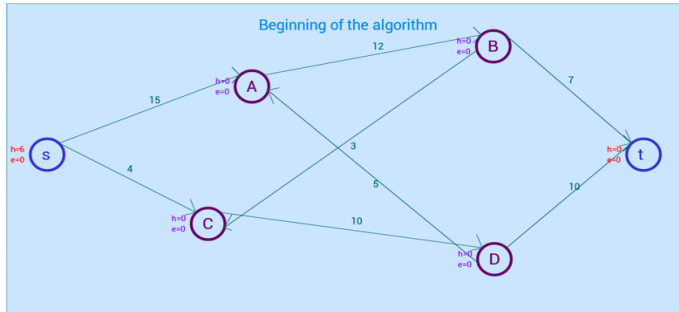 Beginning of the algorithm
12
h=0
e=0
B
h=0
e=0
A
7
15
h=6
e=0
s
3
h=0
e=0
t
4
5
10
h=0
e=0
C
10
h=0
e=0
D